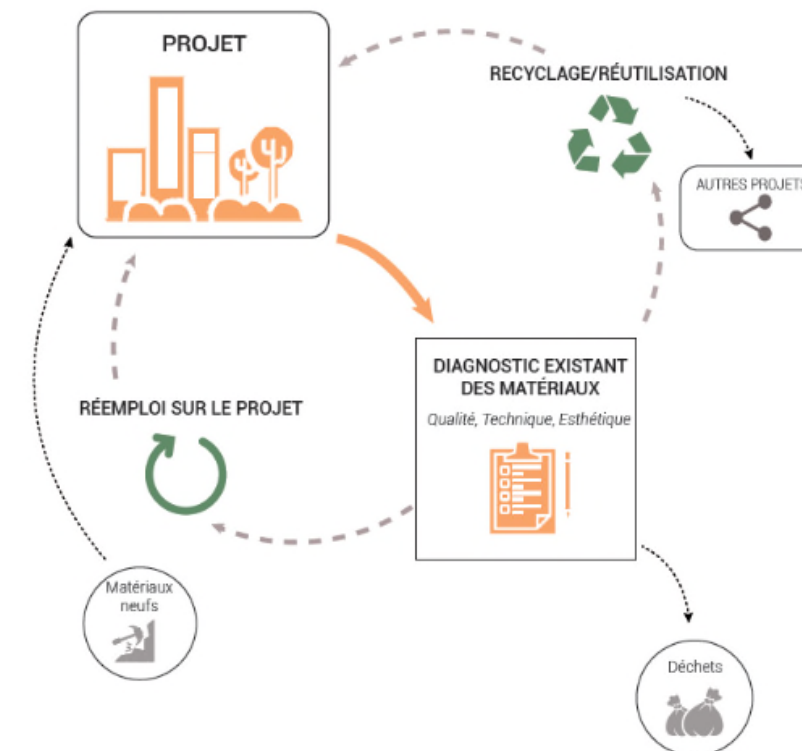 PROJET
RECYCLAGE/RÉUTILISATION
AUTRES PROJETS
DIAGNOSTIC EXISTANT
DES MATÉRIAUX
Qualité, Technique, Esthétique
RÉEMPLOI SUR LE PROJET
Matériaux
neufs
Déchets